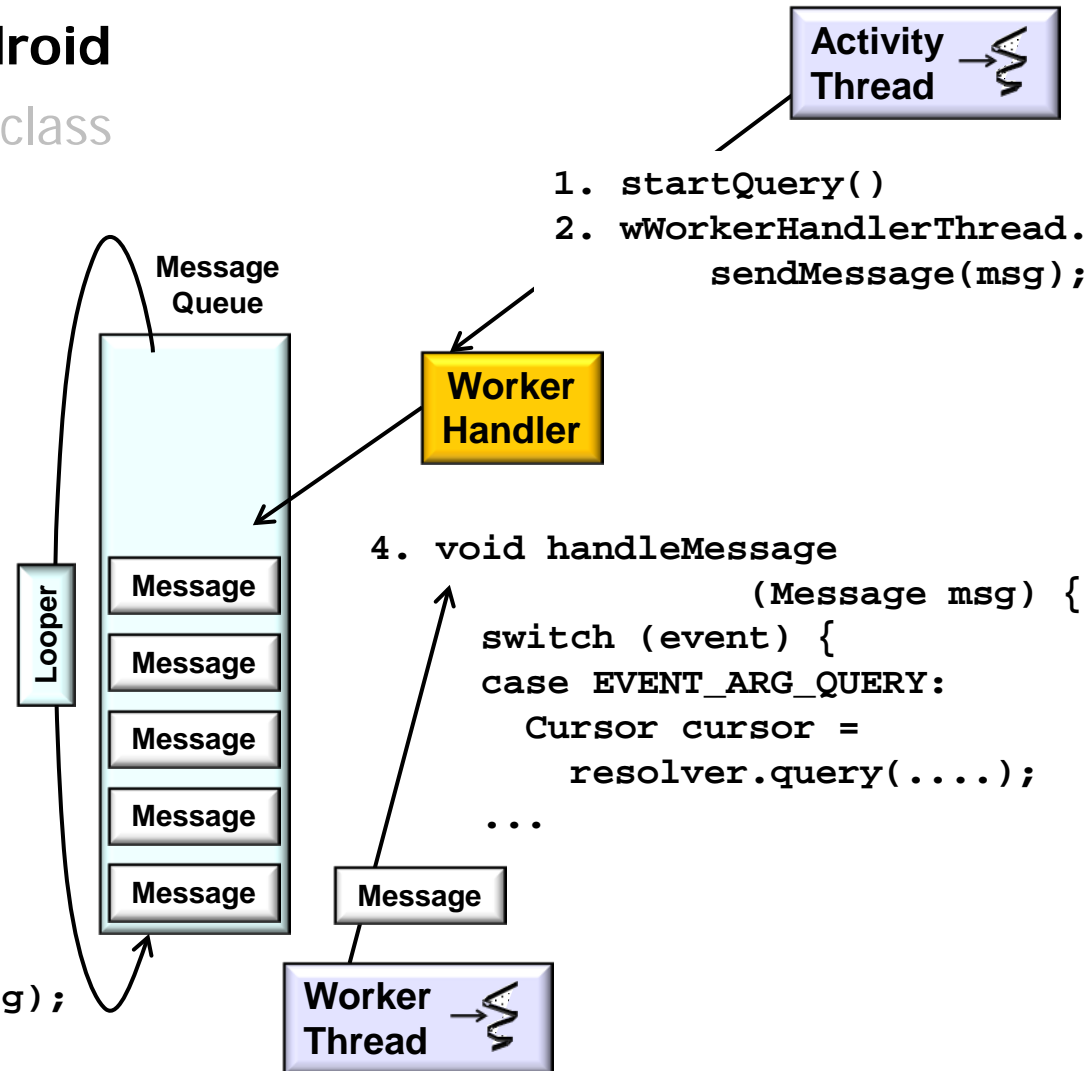 droid
class
Activity
Thread
1. startQuery()
2. wWorkerHandlerThread.
sendMessage(msg);
Message
Queue
Worker
Handler
Looper
Message
Message
Message
Message
Message
4. void handleMessage
(Message msg) {
switch (event) {
case EVENT_ARG_QUERY:
Cursor cursor =
resolver.query(....);
...
Message
g);
Worker
Thread